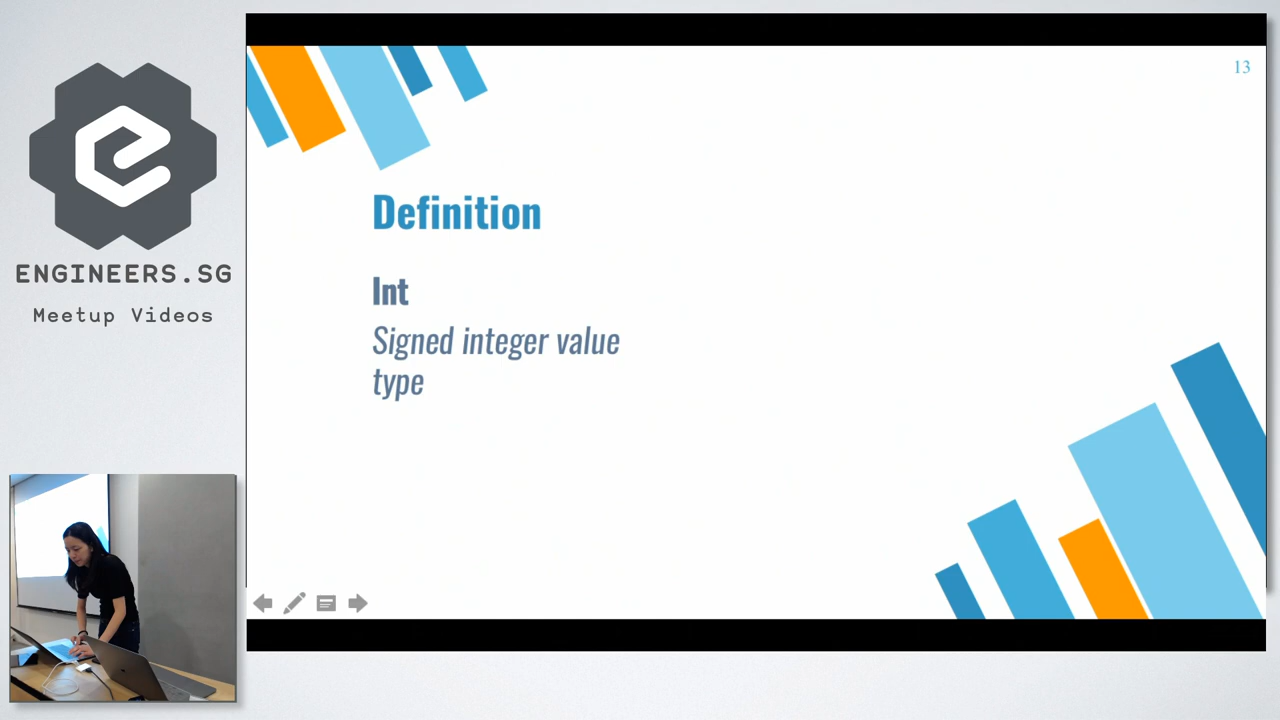 ENGINEERS.SG
Meetup Videos
13
Definition
Int
Signed integer value
type